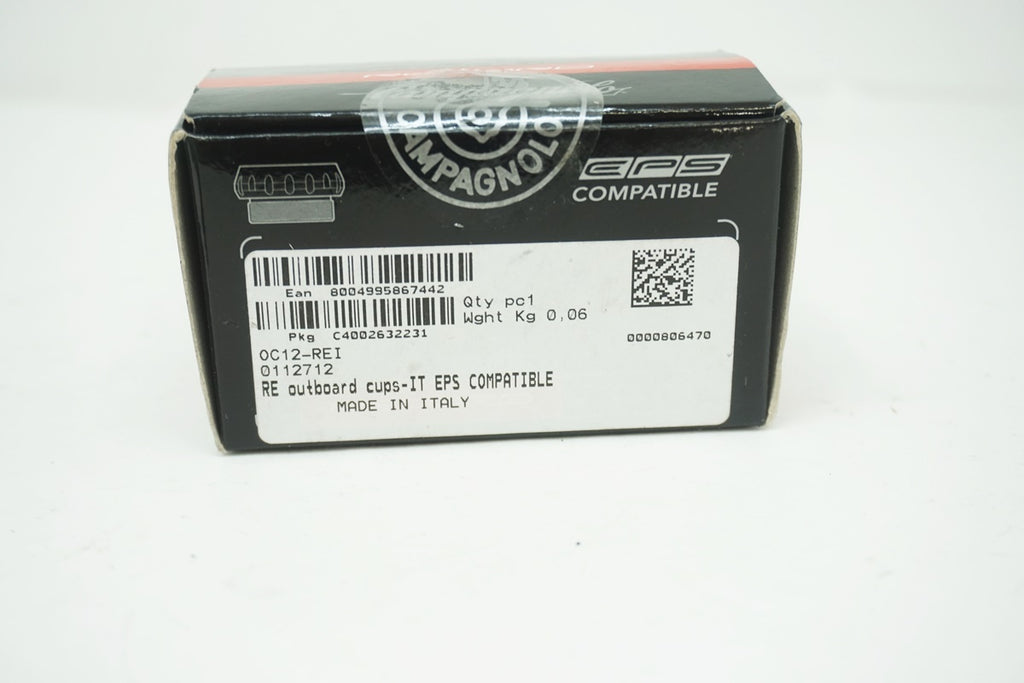 CAMPAGNOLO
EPS
COMPATIBLE
Ean 8004995867442
Qty pc1
Pkg C4002632231
Wght Kg 0,06
0000806470
OC12-REI
0112712
RE outboard cups-IT EPS COMPATIBLE
MADE IN ITALY